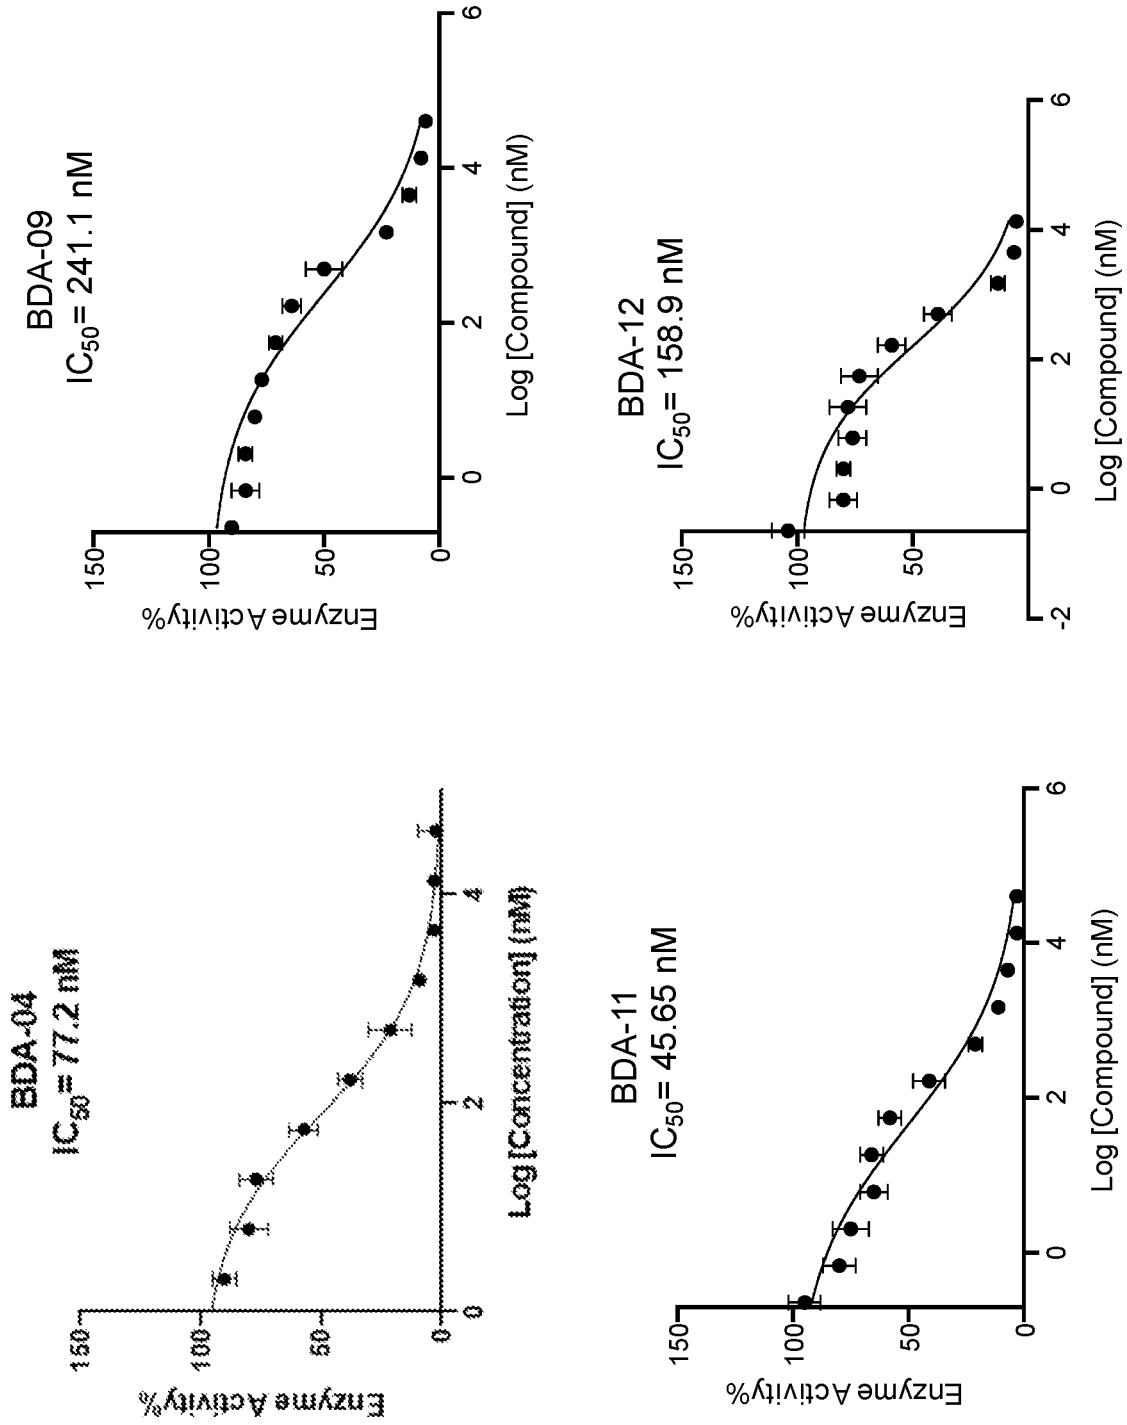 BDA-04
IC50= 77.2 nM
150
100
50
0
Enzyme Activity%
0
2
4
Log [Concentration] (nM)
BDA-09
IC50= 241.1 nM
150
100
50
0
Enzyme Activity%
0
2
4
6
Log [Compound] (nM)
BDA-11
IC50= 45.65 nM
150
100
50
0
Enzyme Activity%
0
2
4
6
Log [Compound] (nM)
BDA-12
IC50= 158.9 nM
150
100
50
Enzyme Activity%
-2
0
2
4
6
Log [Compound] (nM)